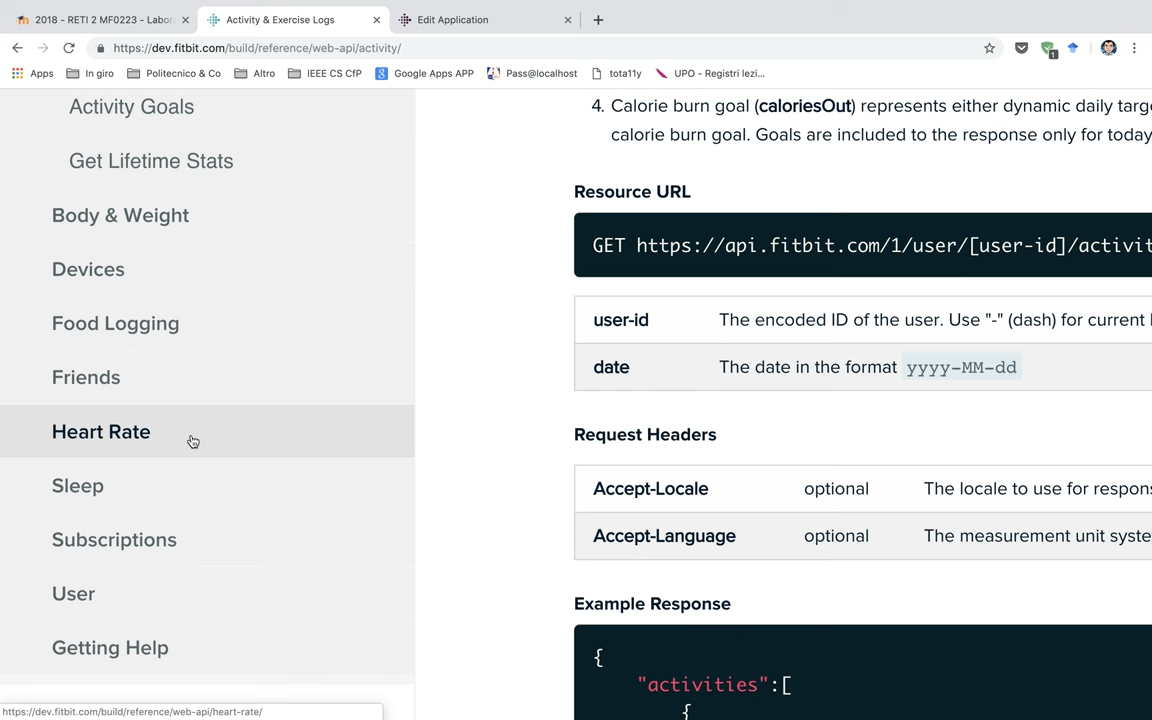 2018 - RETI 2 MF0223 - Labor
Activity & Exercise Logs
Edit Application
https://dev.fitbit.com/build/reference/web-api/activity/
1
Apps
In giro
Politecnico & Co
Altro
IEEE CS CfP
Google Apps APP
Pass@localhost
tota11y
UPO - Registri lezi...
Activity Goals
Get Lifetime Stats
Body & Weight
Devices
Food Logging
Friends
Heart Rate
Sleep
Subscriptions
User
Getting Help
https://dev.fitbit.com/build/reference/web-api/heart-rate/
4. Calorie burn goal (caloriesOut) represents either dynamic daily targe
calorie burn goal. Goals are included to the response only for today
Resource URL
GET https://api.fitbit.com/1/user/[user-id]/activit
user-id The encoded ID of the user. Use "-" (dash) for current
date The date in the format yyyy-MM-dd
Request Headers
Accept-Locale optional The locale to use for respons
Accept-Language optional The measurement unit syste
Example Response
{
"activities":[
{